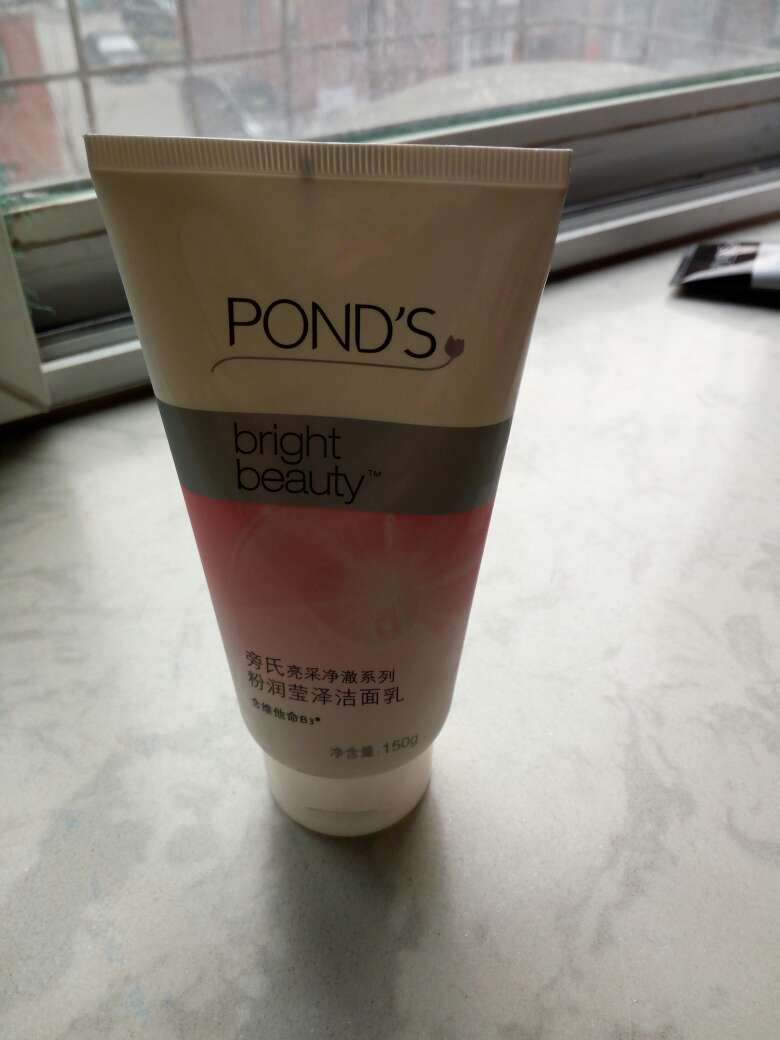 POND'S
bright
beauty™
旁氏亮采净澈系列
粉润莹泽洁面乳
含维他命B3*
净含量:150g